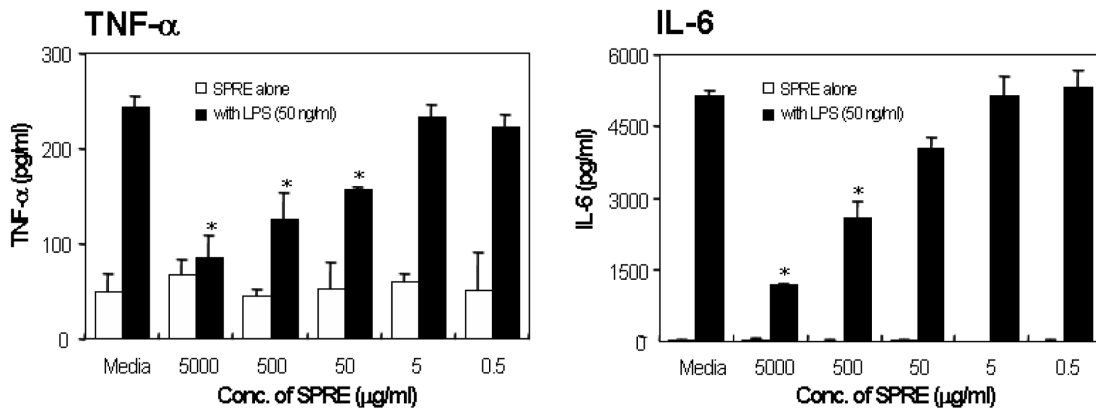 TNF-α
300
200
100
0
TNF-α (pg/ml)
SPRE alone
with LPS (50 ng/ml)
*
*
*
Media 5000 500 50 5 0.5
Conc. of SPRE (µg/ml)
IL-6
6000
4500
3000
1500
0
IL-6 (pg/ml)
SPRE alone
with LPS (50 ng/ml)
*
*
Media 5000 500 50 5 0.5
Conc. of SPRE (µg/ml)